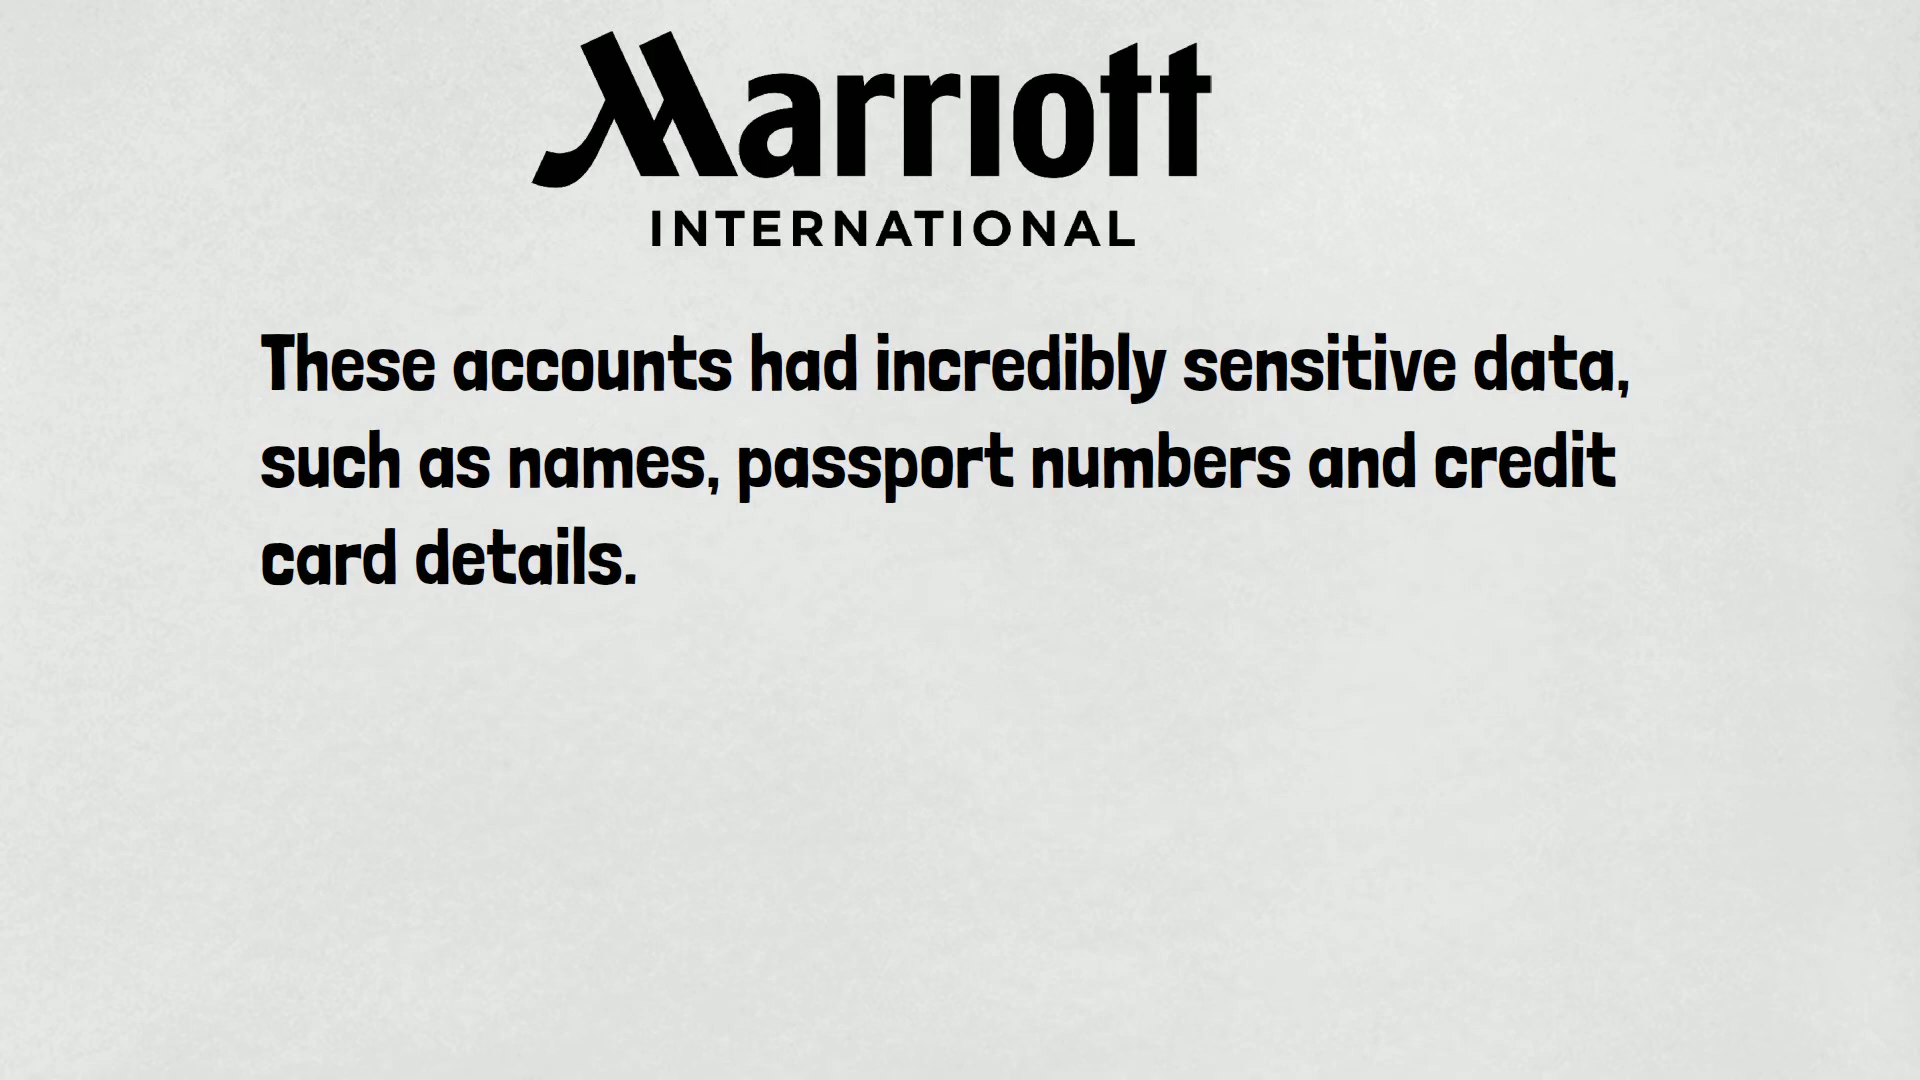 Marriott
INTERNATIONAL
These accounts had incredibly sensitive data,
such as names, passport numbers and credit
card details.